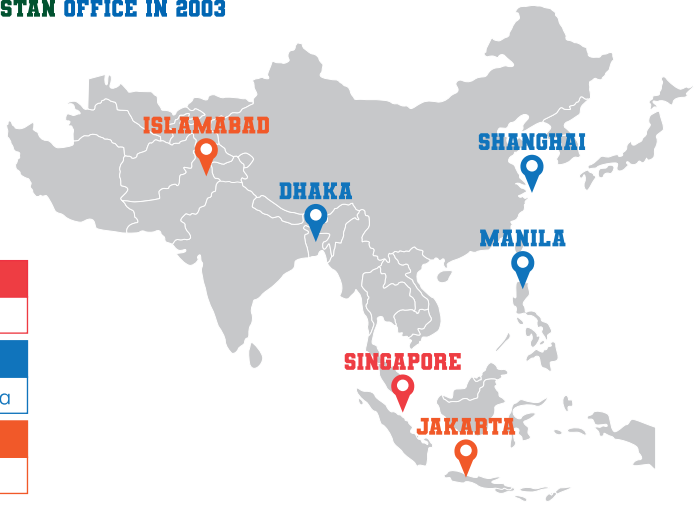 STAN OFFICE IN 2003
ISLAMABAD
SHANGHAI
DHAKA
MANILA
a
SINGAPORE
JAKARTA